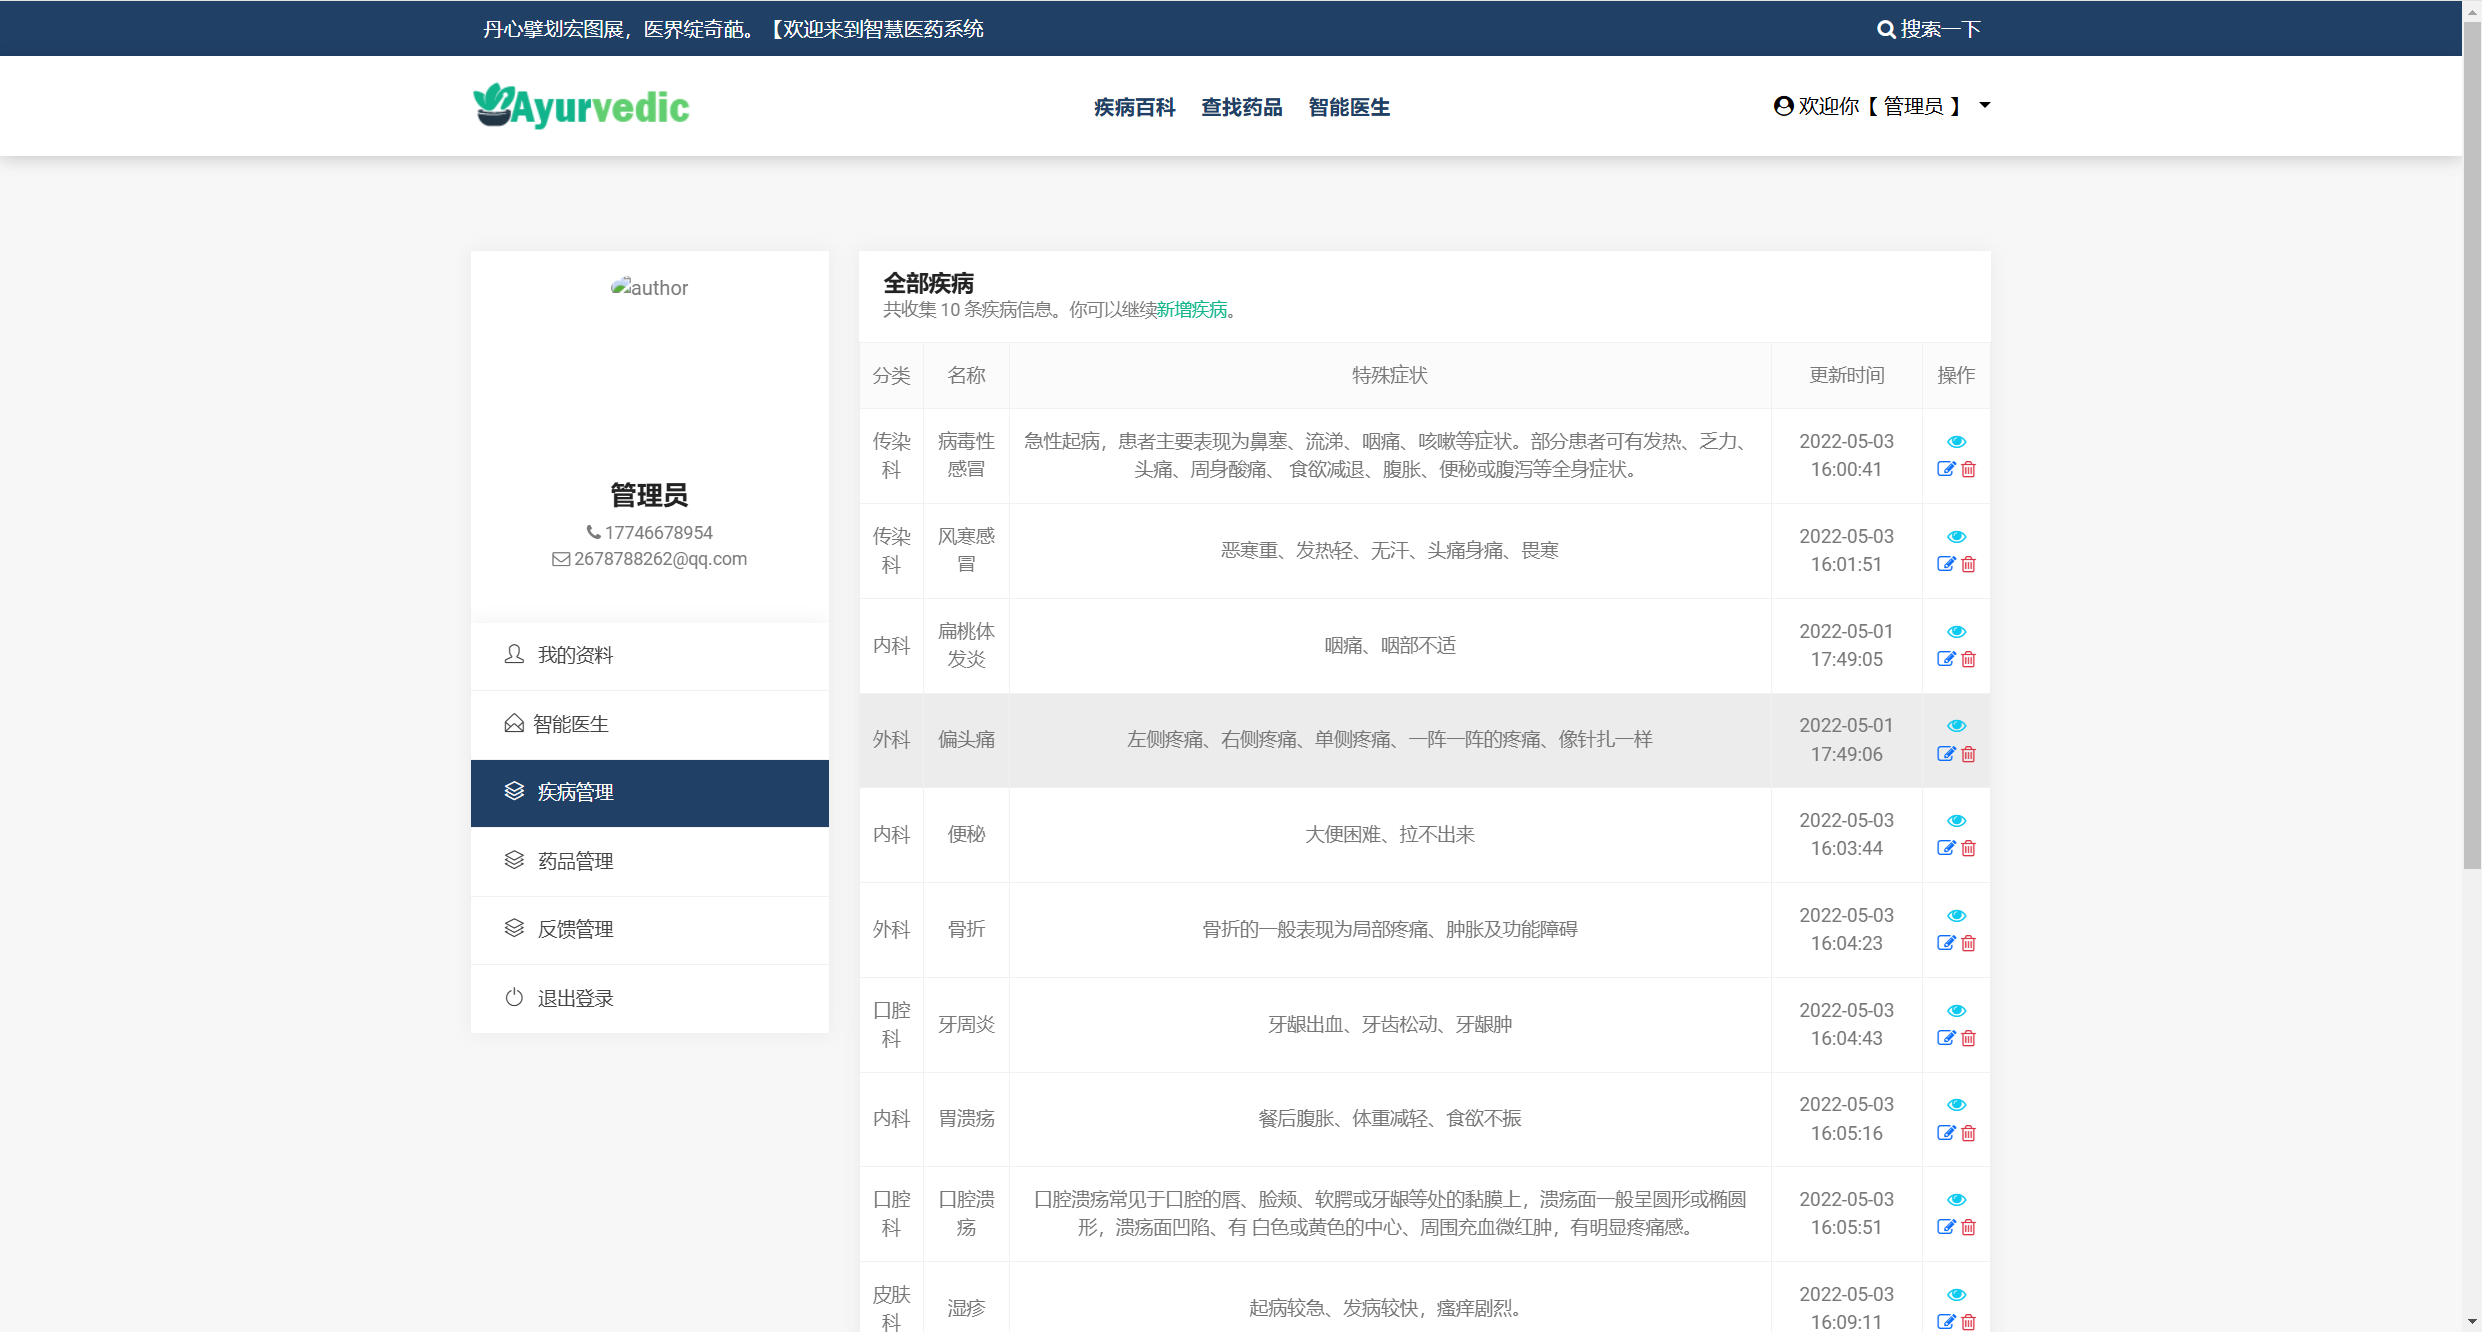 丹心擘划宏图展，医界绽奇葩。【欢迎来到智慧医药系统
搜索一下
Ayurvedic
疾病百科 查找药品 智能医生
欢迎你【 管理员 】
author
管理员
17746678954
2678788262@qq.com
我的资料
智能医生
疾病管理
药品管理
反馈管理
退出登录
全部疾病
共收集 10 条疾病信息。你可以继续新增疾病。
分类 名称 特殊症状 更新时间 操作
传染科 病毒性感冒 急性起病，患者主要表现为鼻塞、流涕、咽痛、咳嗽等症状。部分患者可有发热、乏力、
头痛、周身酸痛、 食欲减退、腹胀、便秘或腹泻等全身症状。 2022-05-03 16:00:41
传染科 风寒感冒 恶寒重、发热轻、无汗、头痛身痛、畏寒 2022-05-03 16:01:51
内科 扁桃体发炎 咽痛、咽部不适 2022-05-01 17:49:05
外科 偏头痛 左侧疼痛、右侧疼痛、单侧疼痛、一阵一阵的疼痛、像针扎一样 2022-05-01 17:49:06
内科 便秘 大便困难、拉不出来 2022-05-03 16:03:44
外科 骨折 骨折的一般表现为局部疼痛、肿胀及功能障碍 2022-05-03 16:04:23
口腔科 牙周炎 牙龈出血、牙齿松动、牙龈肿 2022-05-03 16:04:43
内科 胃溃疡 餐后腹胀、体重减轻、食欲不振 2022-05-03 16:05:16
口腔科 口腔溃疡 口腔溃疡常见于口腔的唇、脸颊、软腭或牙龈等处的黏膜上，溃疡面一般呈圆形或椭圆
形，溃疡面凹陷、有 白色或黄色的中心、周围充血微红肿，有明显疼痛感。 2022-05-03 16:05:51
皮肤科 湿疹 起病较急、发病较快，瘙痒剧烈。 2022-05-03 16:09:11